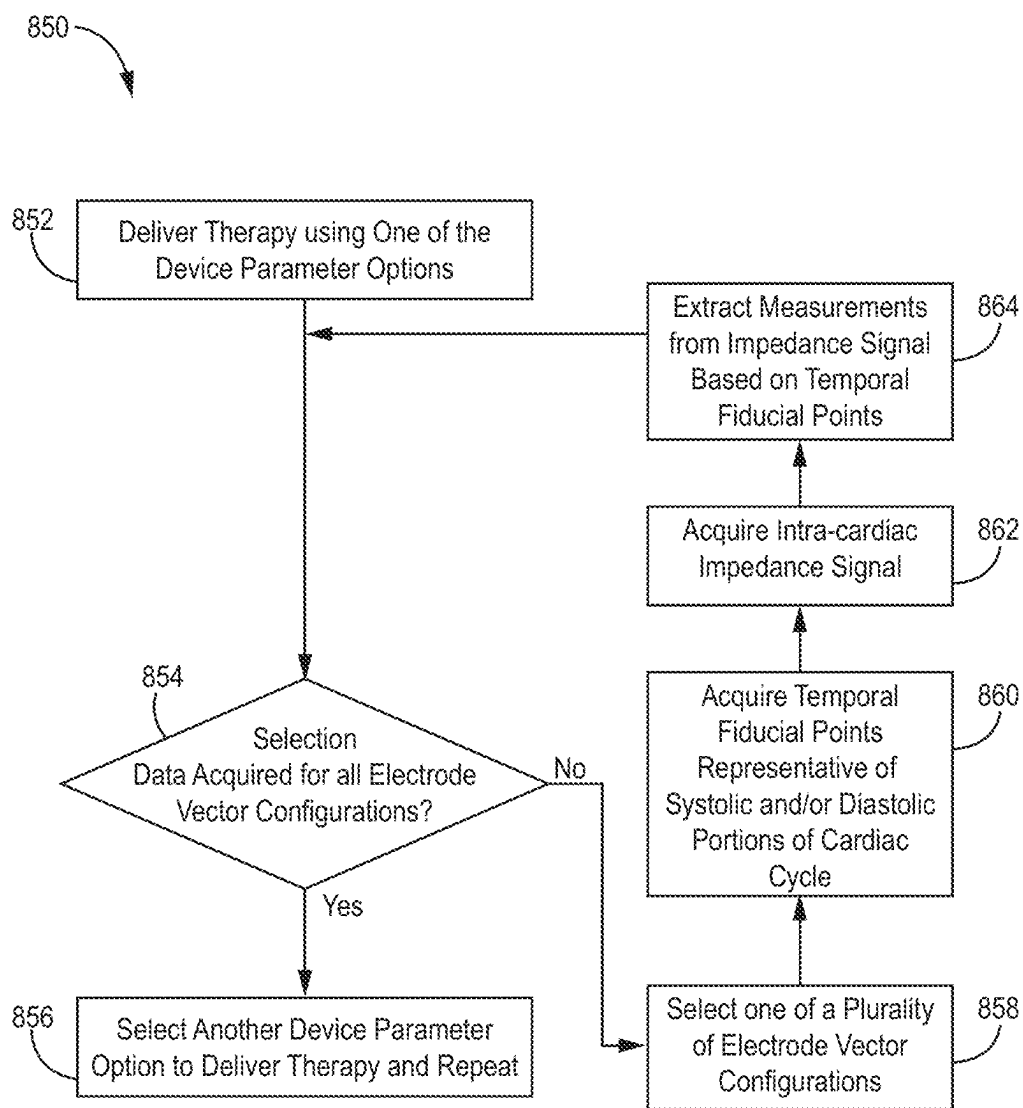 850
852
Deliver Therapy using One of the
Device Parameter Options
854
Selection
Data Acquired for all Electrode
Vector Configurations?
No
Yes
856
Select Another Device Parameter
Option to Deliver Therapy and Repeat
858
Select one of a Plurality
of Electrode Vector
Configurations
860
Acquire Temporal
Fiducial Points
Representative of
Systolic and/or Diastolic
Portions of Cardiac
Cycle
862
Acquire Intra-cardiac
Impedance Signal
864
Extract Measurements
from Impedance Signal
Based on Temporal
Fiducial Points